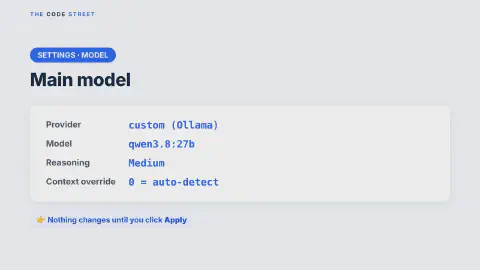 THE CODE STREET
SETTINGS · MODEL
Main model
Provider custom (Ollama)
Model qwen3.8:27b
Reasoning Medium
Context override 0 = auto-detect
👉 Nothing changes until you click Apply